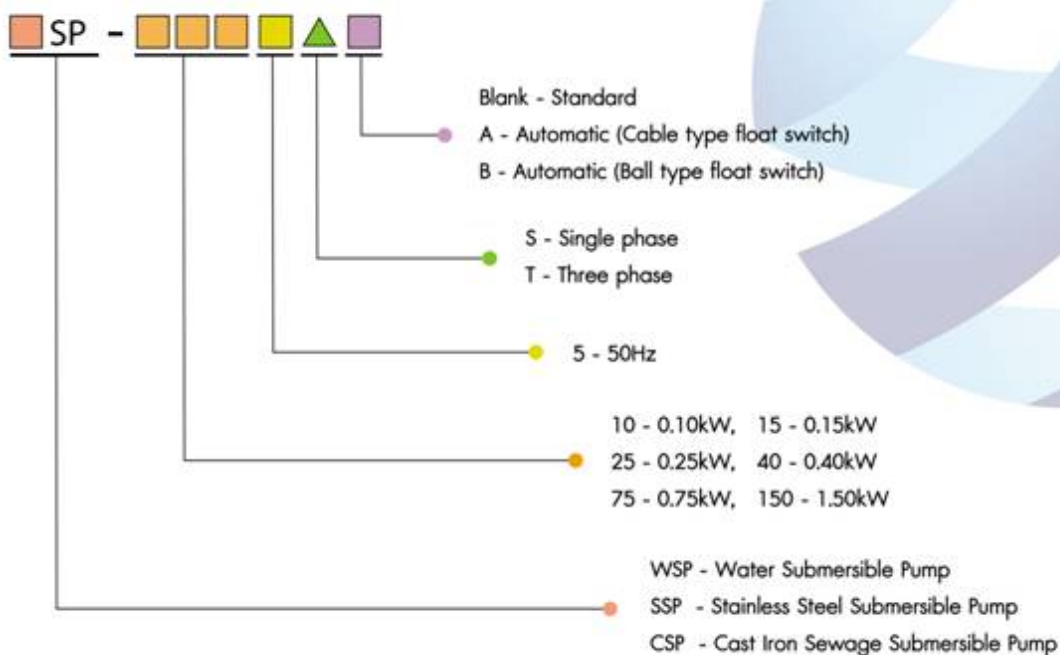 SP -
Blank - Standard
A - Automatic (Cable type float switch)
B - Automatic (Ball type float switch)
S - Single phase
T - Three phase
5 - 50Hz
10 - 0.10kW, 15 - 0.15kW
25 - 0.25kW, 40 - 0.40kW
75 - 0.75kW, 150 - 1.50kW
WSP - Water Submersible Pump
SSP - Stainless Steel Submersible Pump
CSP - Cast Iron Sewage Submersible Pump